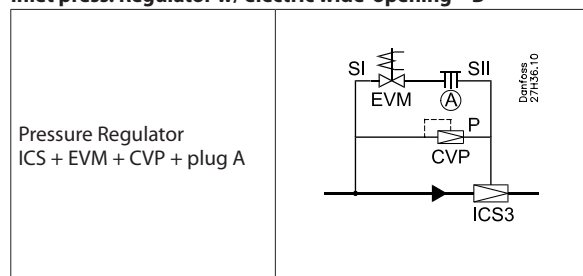 Inlet press. Regulator w/ electric wide-opening – D
Pressure Regulator
ICS + EVM + CVP + plug A
SI
SII
EVM
A
P
CVP
ICS3
Danfoss
27H36.10